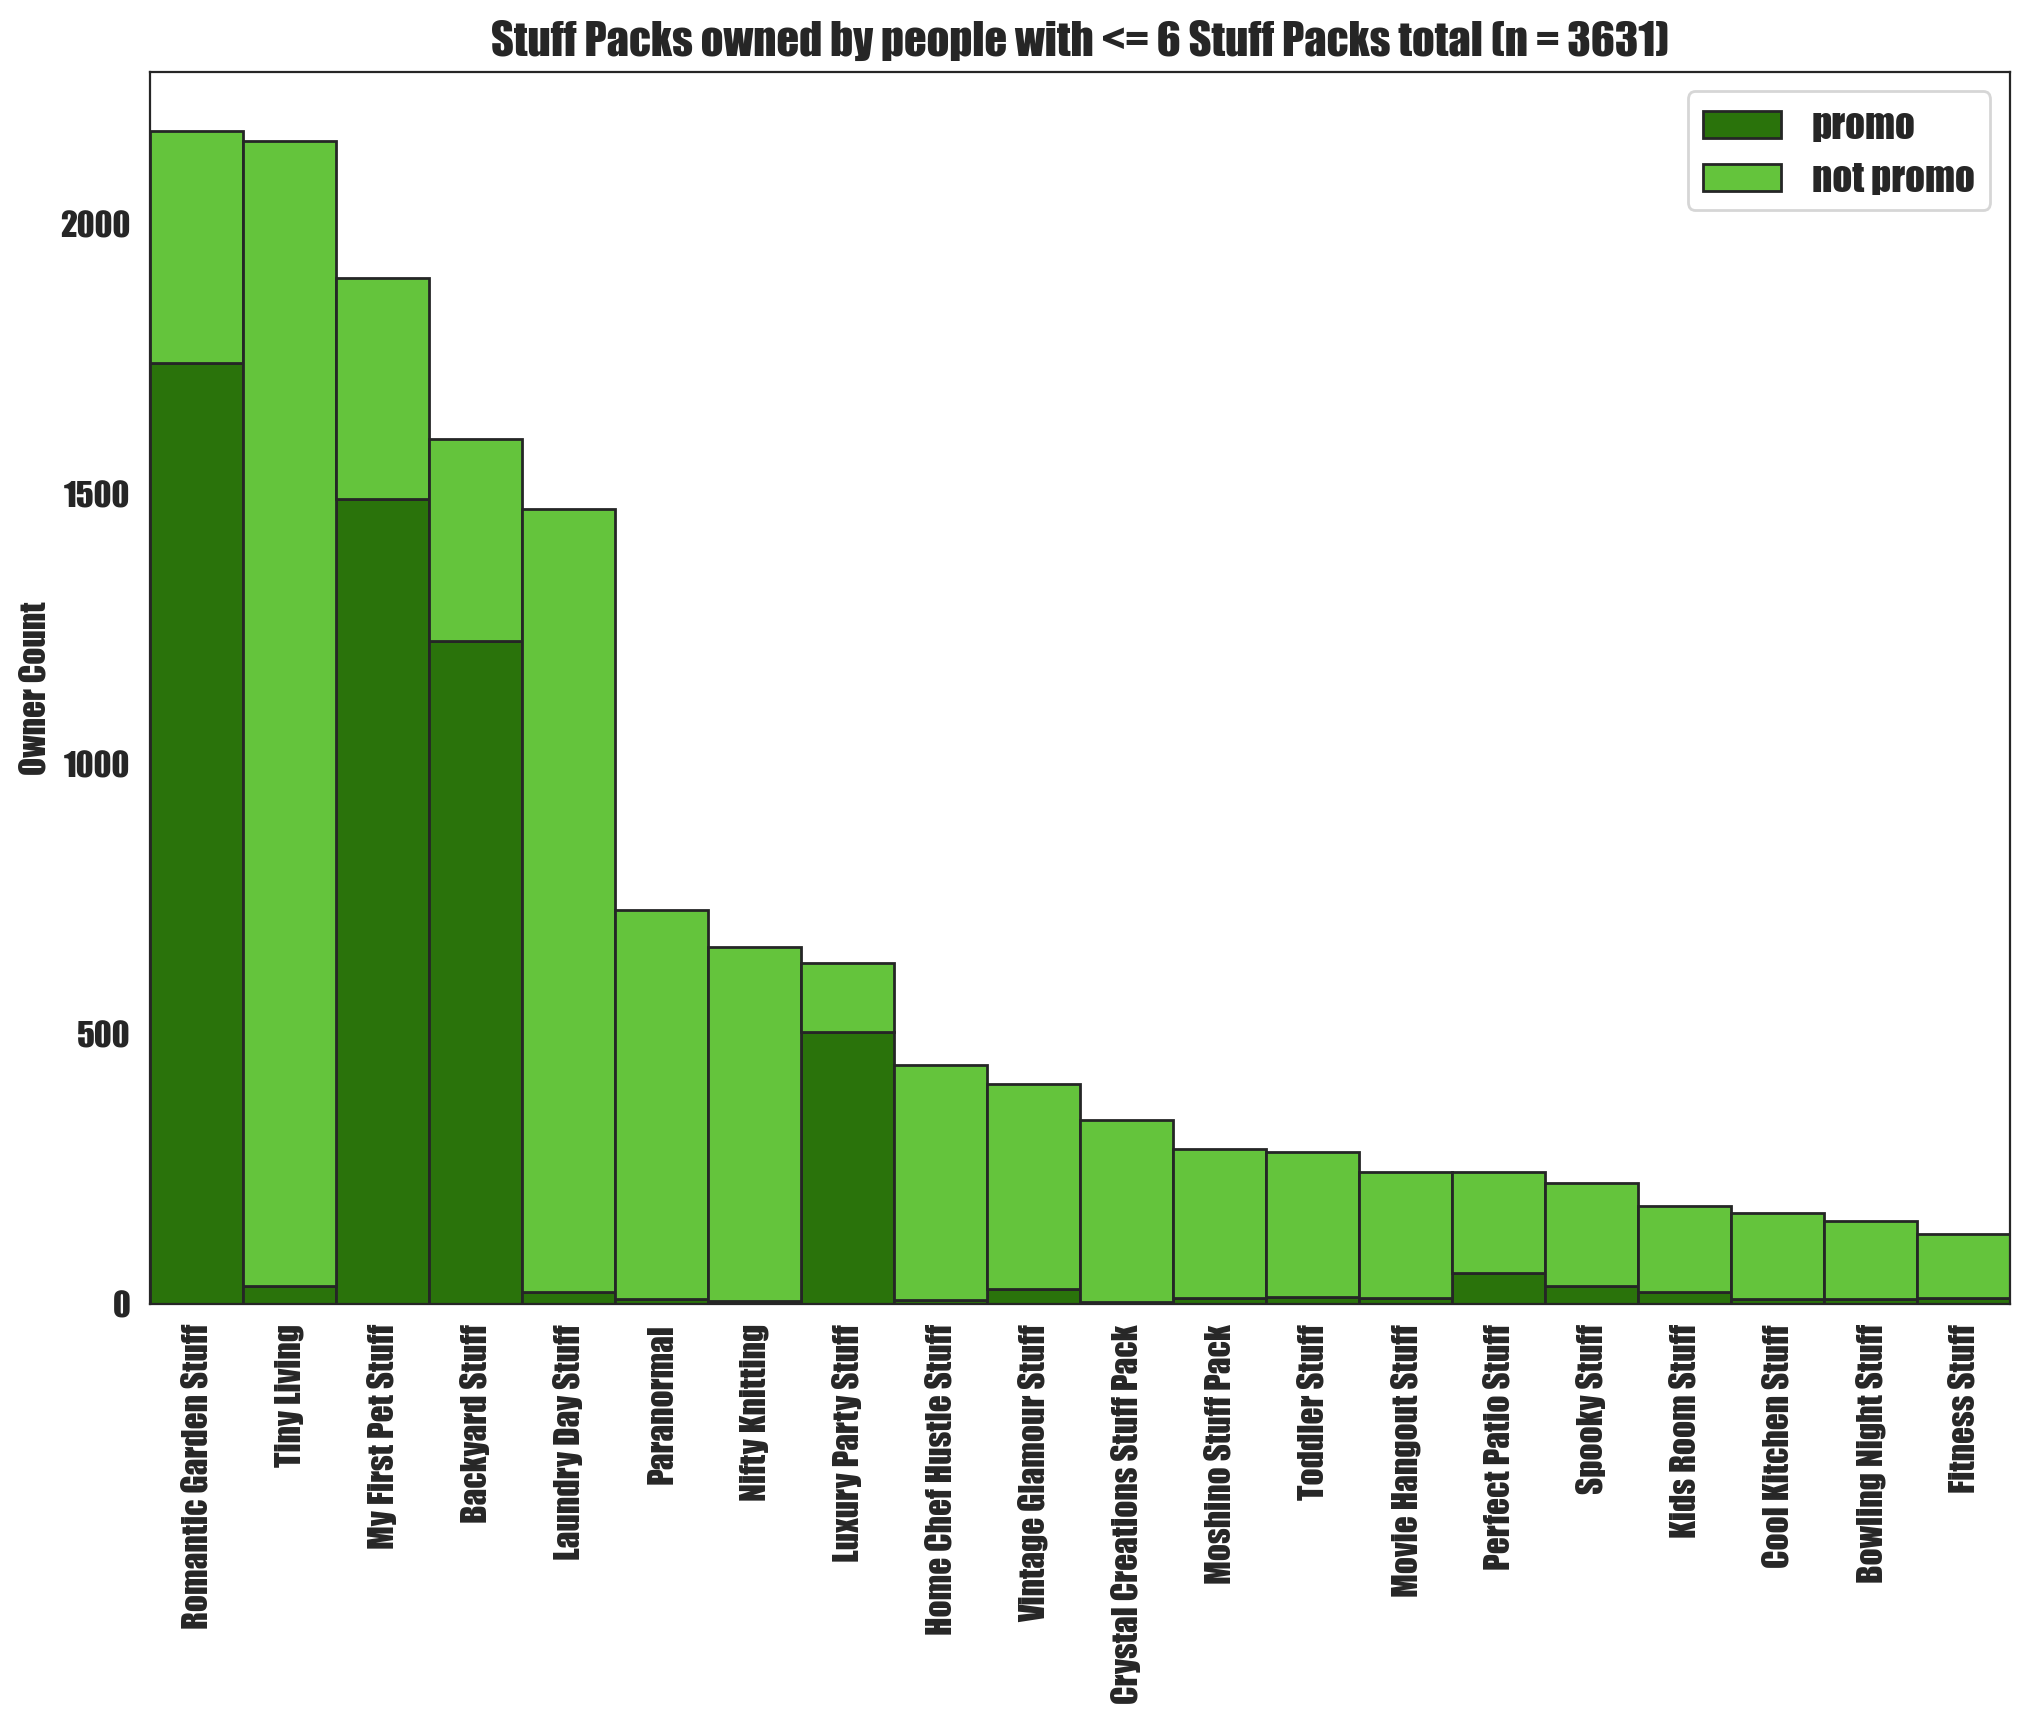 Stuff Packs owned by people with <= 6 Stuff Packs total (n = 3631)
promo
not promo
Owner Count
2000
1500
1000
500
0
Romantic Garden Stuff
Tiny Living
My First Pet Stuff
Backyard Stuff
Laundry Day Stuff
Paranormal
Nifty Knitting
Luxury Party Stuff
Home Chef Hustle Stuff
Vintage Glamour Stuff
Crystal Creations Stuff Pack
Moshino Stuff Pack
Toddler Stuff
Movie Hangout Stuff
Perfect Patio Stuff
Spooky Stuff
Kids Room Stuff
Cool Kitchen Stuff
Bowling Night Stuff
Fitness Stuff